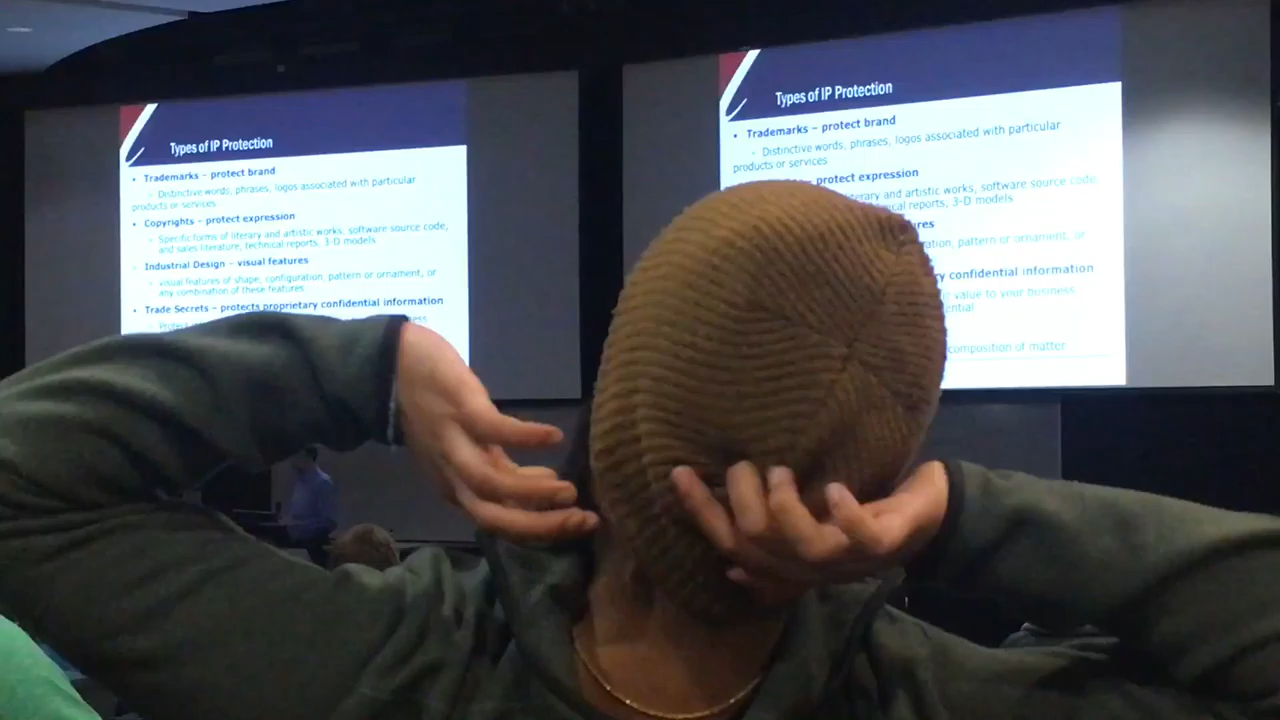 Types of IP Protection
• Trademarks – protect brand
- Distinctive words, phrases, logos associated with particular
products or services
• Copyrights – protect expression
- Specific forms of literary and artistic works, software source code,
and sales literature, technical reports, 3-D models
• Industrial Design – visual features
- visual features of shape, configuration, pattern or ornament, or
any combination of these features
• Trade Secrets – protects proprietary confidential information
Types of IP Protection
• Trademarks – protect brand
- Distinctive words, phrases, logos associated with particular
products or services
– protect expression
literary and artistic works, software source code,
technical reports, 3-D models
pattern or ornament, or
confidential information
value to your business
composition of matter